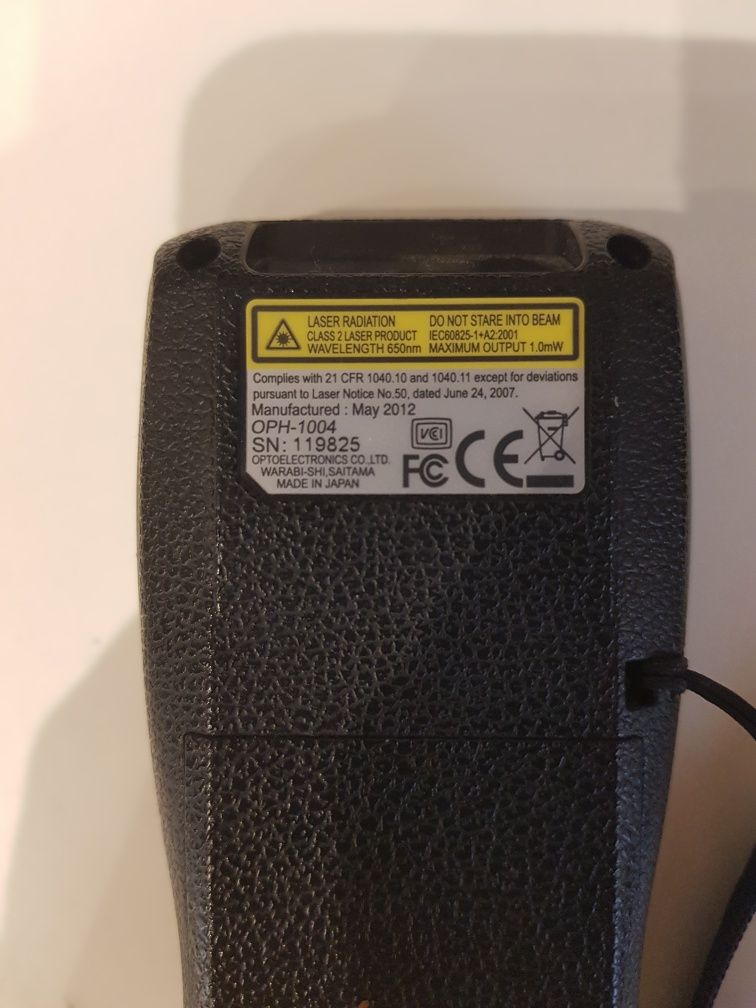 LASER RADIATION DO NOT STARE INTO BEAM
CLASS 2 LASER PRODUCT IEC60825-1+A2:2001
WAVELENGTH 650nm MAXIMUM OUTPUT 1.0mW
Complies with 21 CFR 1040.10 and 1040.11 except for deviations
pursuant to Laser Notice No.50, dated June 24, 2007.
Manufactured : May 2012
OPH-1004
SN: 119825
OPTOELECTRONICS CO.,LTD.
WARABI-SHI,SAITAMA
MADE IN JAPAN
VCI
FC CE